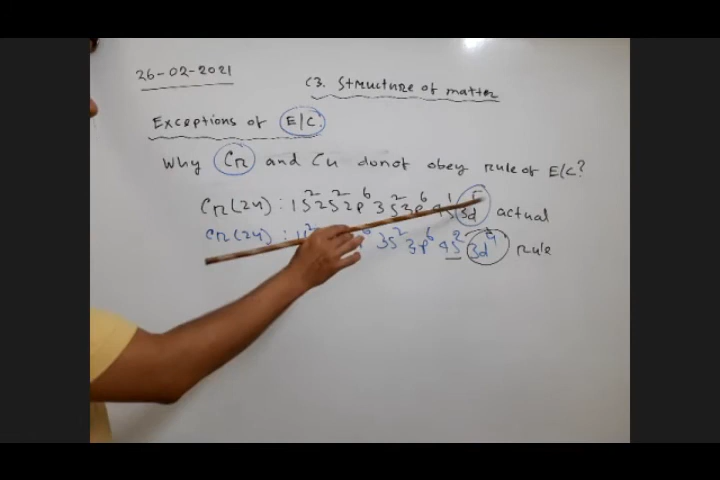 26-02-2021
C3. Structure of matter
Exceptions of E/C.
Why Cr and Cu donot obey rule of E/C?
Cr(24) : 1s² 2s² 2p⁶ 3s² 3p⁶ 4s¹ 3d⁵ actual
Cr(24) : 3s² 3p⁶ 4s² 3d⁴ Rule